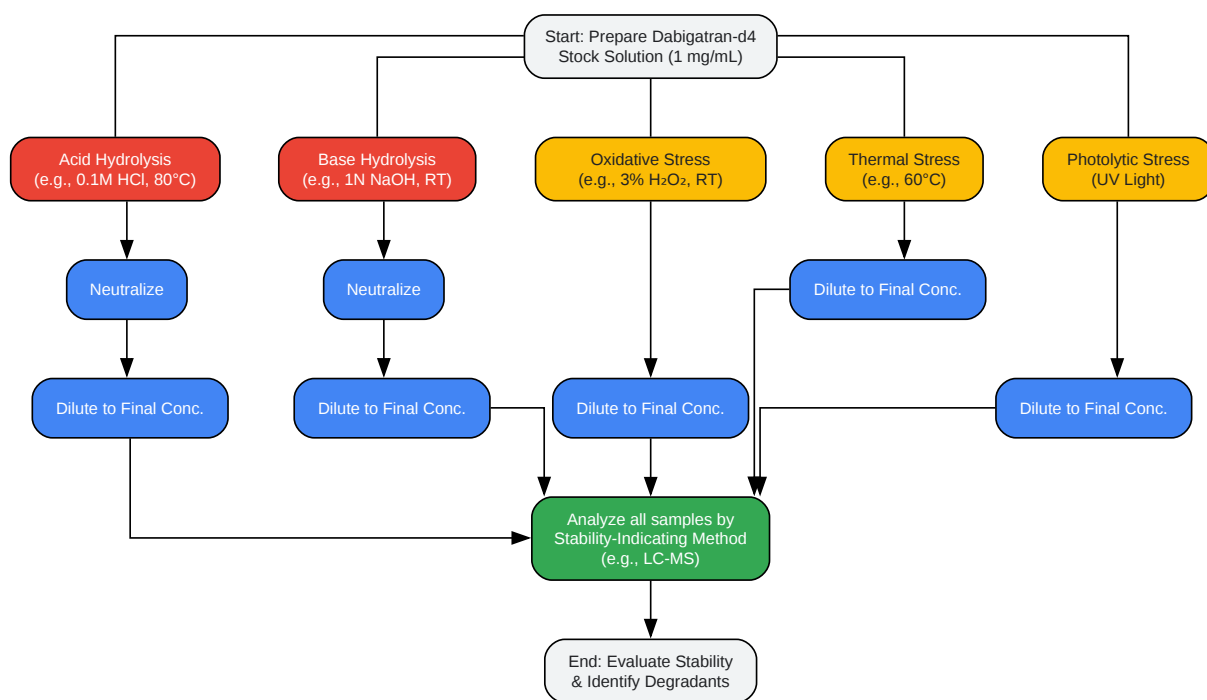 Start: Prepare Dabigatran-d4
Stock Solution (1 mg/mL)
Acid Hydrolysis
(e.g., 0.1M HCl, 80°C)
Base Hydrolysis
(e.g., 1N NaOH, RT)
Oxidative Stress
(e.g., 3% H₂O₂, RT)
Thermal Stress
(e.g., 60°C)
Photolytic Stress
(UV Light)
Neutralize
Neutralize
Dilute to Final Conc.
Dilute to Final Conc.
Dilute to Final Conc.
Dilute to Final Conc.
Dilute to Final Conc.
Analyze all samples by
Stability-Indicating Method
(e.g., LC-MS)
End: Evaluate Stability
& Identify Degradants